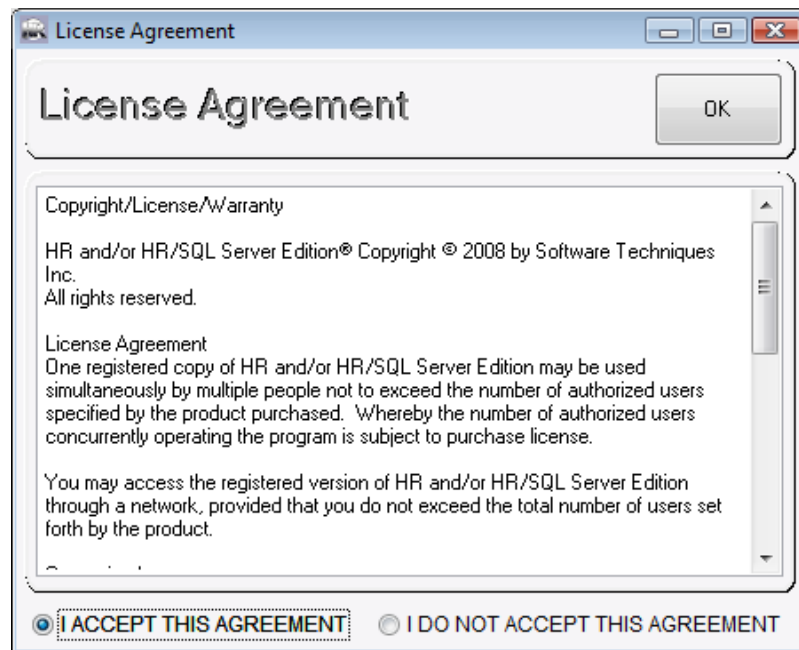 License Agreement
License Agreement
OK
Copyright/License/Warranty
HR and/or HR/SQL Server Edition® Copyright © 2008 by Software Techniques
Inc.
All rights reserved.
License Agreement
One registered copy of HR and/or HR/SQL Server Edition may be used
simultaneously by multiple people not to exceed the number of authorized users
specified by the product purchased.  Whereby the number of authorized users
concurrently operating the program is subject to purchase license.
You may access the registered version of HR and/or HR/SQL Server Edition
through a network, provided that you do not exceed the total number of users set
forth by the product.
I ACCEPT THIS AGREEMENT
I DO NOT ACCEPT THIS AGREEMENT